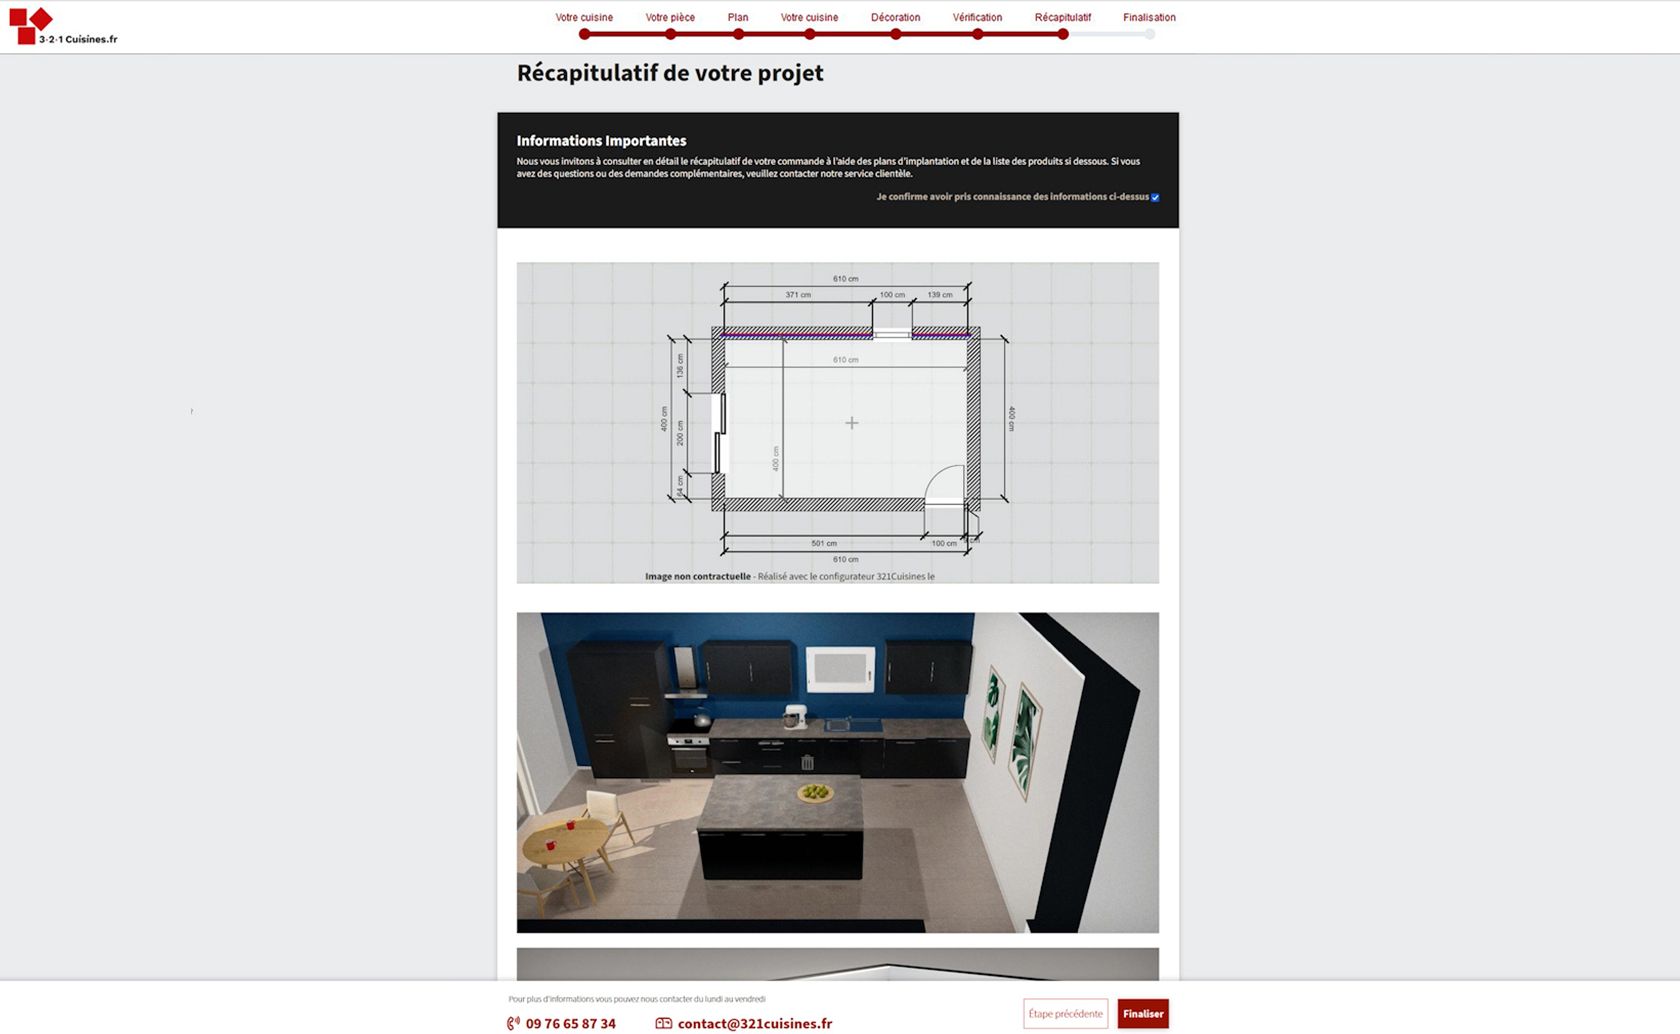 3·2·1 Cuisines.fr
Votre cuisine
Votre pièce
Plan
Votre cuisine
Décoration
Vérification
Récapitulatif
Finalisation
Récapitulatif de votre projet
Informations Importantes
Nous vous invitons à consulter en détail le récapitulatif de votre commande à l'aide des plans d'implantation et de la liste des produits si dessous. Si vous
avez des questions ou des demandes complémentaires, veuillez contacter notre service clientèle.
Je confirme avoir pris connaissance des informations ci-dessus
610 cm
371 cm
100 cm
139 cm
136 cm
610 cm
400 cm
200 cm
400 cm
400 cm
64 cm
501 cm
100 cm
610 cm
Image non contractuelle - Réalisé avec le configurateur 321Cuisines le
Pour plus d'informations vous pouvez nous contacter du lundi au vendredi
09 76 65 87 34
contact@321cuisines.fr
Étape précédente
Finaliser